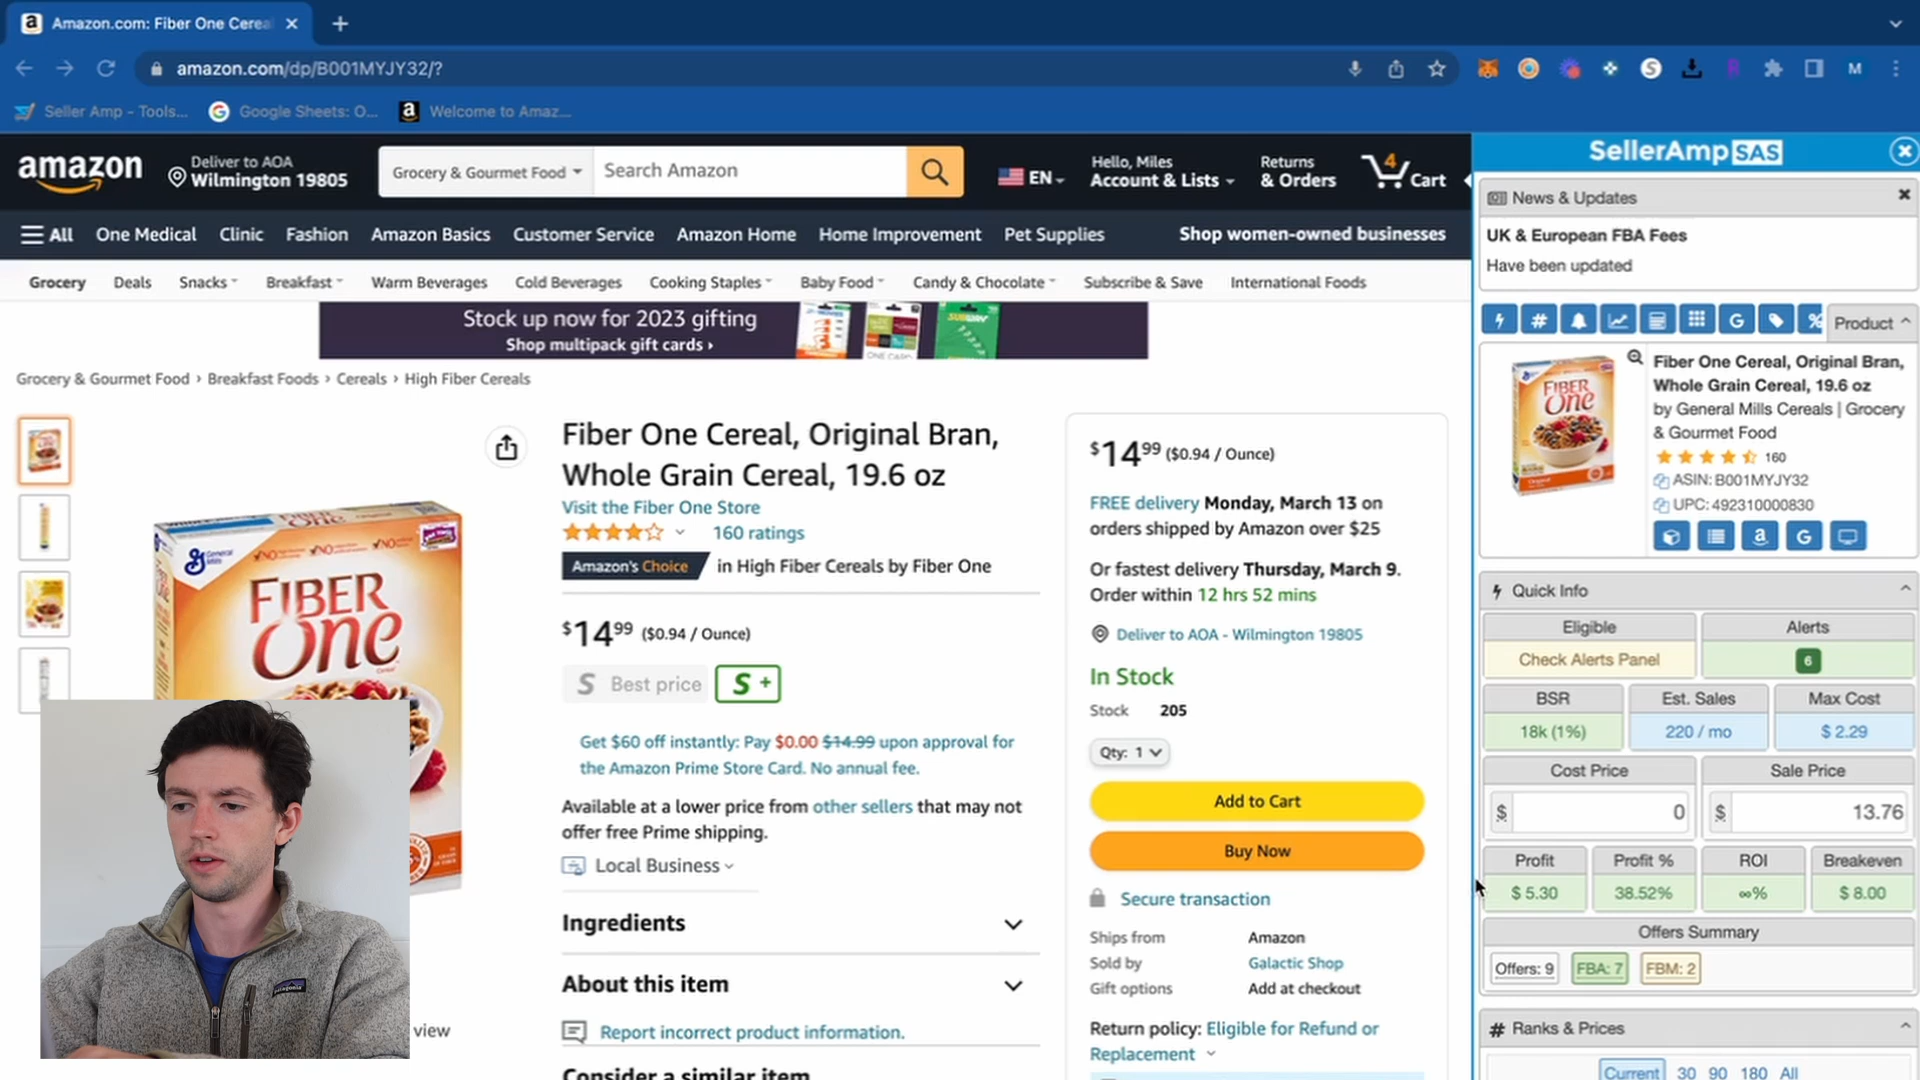 Amazon.com: Fiber One Cerea
amazon.com/dp/B001MYJY32/?
M
Seller Amp - Tools...
Google Sheets: O...
Welcome to Amaz...
amazon
Deliver to AOA
Wilmington 19805
Grocery & Gourmet Food
Search Amazon
EN
Hello, Miles
Account & Lists
Returns
& Orders
4
Cart
All
One Medical
Clinic
Fashion
Amazon Basics
Customer Service
Amazon Home
Home Improvement
Pet Supplies
Shop women-owned businesses
Grocery
Deals
Snacks
Breakfast
Warm Beverages
Cold Beverages
Cooking Staples
Baby Food
Candy & Chocolate
Subscribe & Save
International Foods
Stock up now for 2023 gifting
Shop multipack gift cards ›
SUBWAY
Grocery & Gourmet Food › Breakfast Foods › Cereals › High Fiber Cereals
General Mills
FIBER
One
Fiber One Cereal, Original Bran,
Whole Grain Cereal, 19.6 oz
Visit the Fiber One Store
160 ratings
Amazon's Choice
in High Fiber Cereals by Fiber One
$14 99 ($0.94 / Ounce)
S Best price
S +
Get $60 off instantly: Pay $0.00 $14.99 upon approval for
the Amazon Prime Store Card. No annual fee.
Available at a lower price from other sellers that may not
offer free Prime shipping.
Local Business
Ingredients
About this item
Report incorrect product information.
Consider a similar item
view
patagonia
$14 99 ($0.94 / Ounce)
FREE delivery Monday, March 13 on
orders shipped by Amazon over $25
Or fastest delivery Thursday, March 9.
Order within 12 hrs 52 mins
Deliver to AOA - Wilmington 19805
In Stock
Stock 205
Qty: 1
Add to Cart
Buy Now
Secure transaction
Ships from Amazon
Sold by Galactic Shop
Gift options Add at checkout
Return policy: Eligible for Refund or
Replacement
SellerAmp SAS
News & Updates
UK & European FBA Fees
Have been updated
Product
FIBER
One
Fiber One Cereal, Original Bran,
Whole Grain Cereal, 19.6 oz
by General Mills Cereals | Grocery
& Gourmet Food
160
ASIN: B001MYJY32
UPC: 492310000830
Quick Info
Eligible
Alerts
Check Alerts Panel
6
BSR
Est. Sales
Max Cost
18k (1%)
220 / mo
$ 2.29
Cost Price
Sale Price
$ 0
$ 13.76
Profit
Profit %
ROI
Breakeven
$ 5.30
38.52%
∞%
$ 8.00
Offers Summary
Offers: 9
FBA: 7
FBM: 2
# Ranks & Prices
Current
30
90
180
All